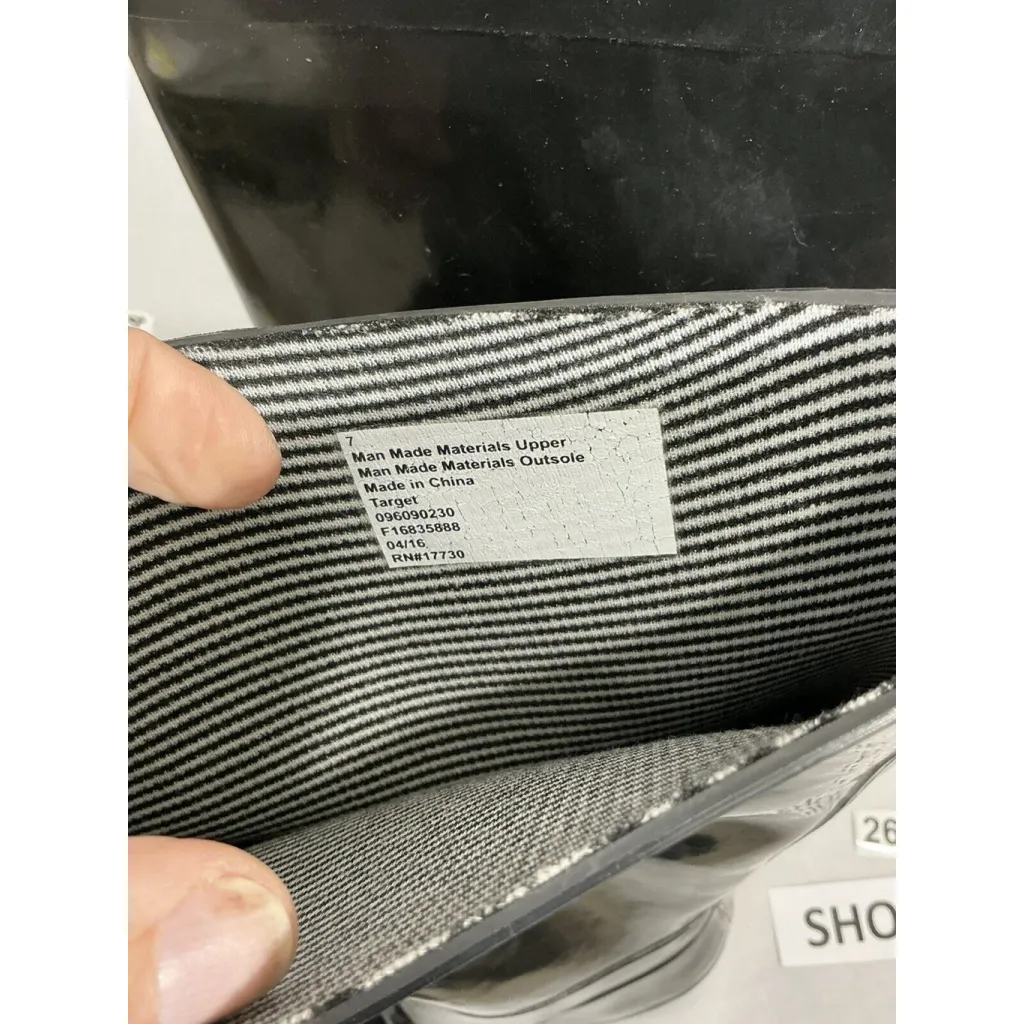 7
Man Made Materials Upper
Man Made Materials Outsole
Made in China
Target
096090230
F16835888
04/16
RN#17730
26
SHO